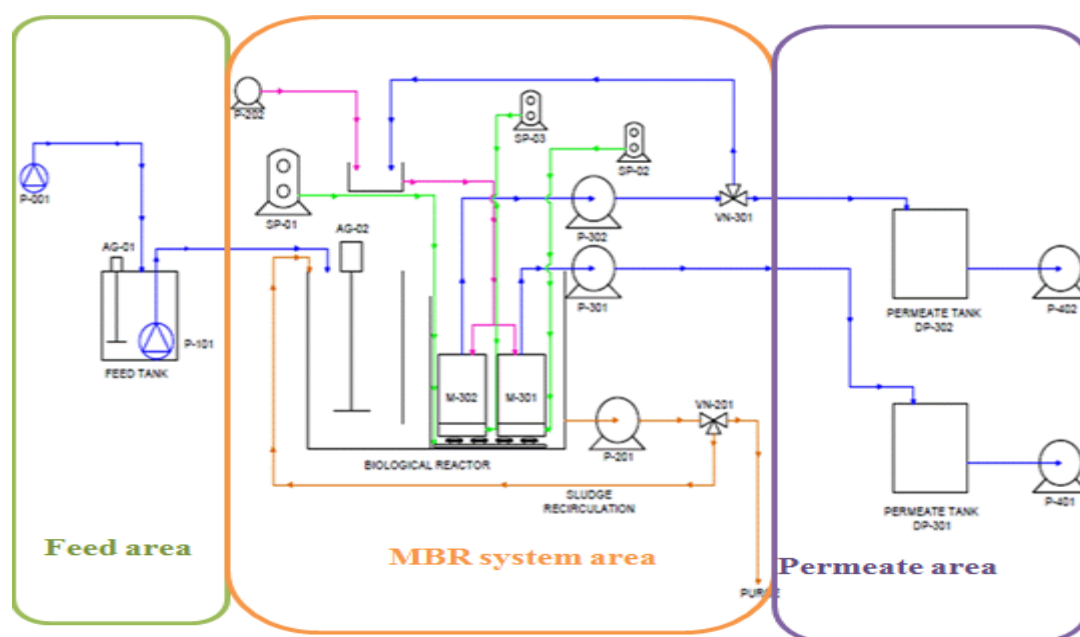 P-202
SP-03
SP-02
P-001
SP-01
AG-02
P-302
VN-301
AG-01
P-301
P-101
FEED TANK
PERMEATE TANK
DP-302
P-402
M-302
M-301
VN-201
P-201
BIOLOGICAL REACTOR
SLUDGE
RECIRCULATION
PERMEATE TANK
DP-301
P-401
Feed area
MBR system area
Permeate area
PURGE